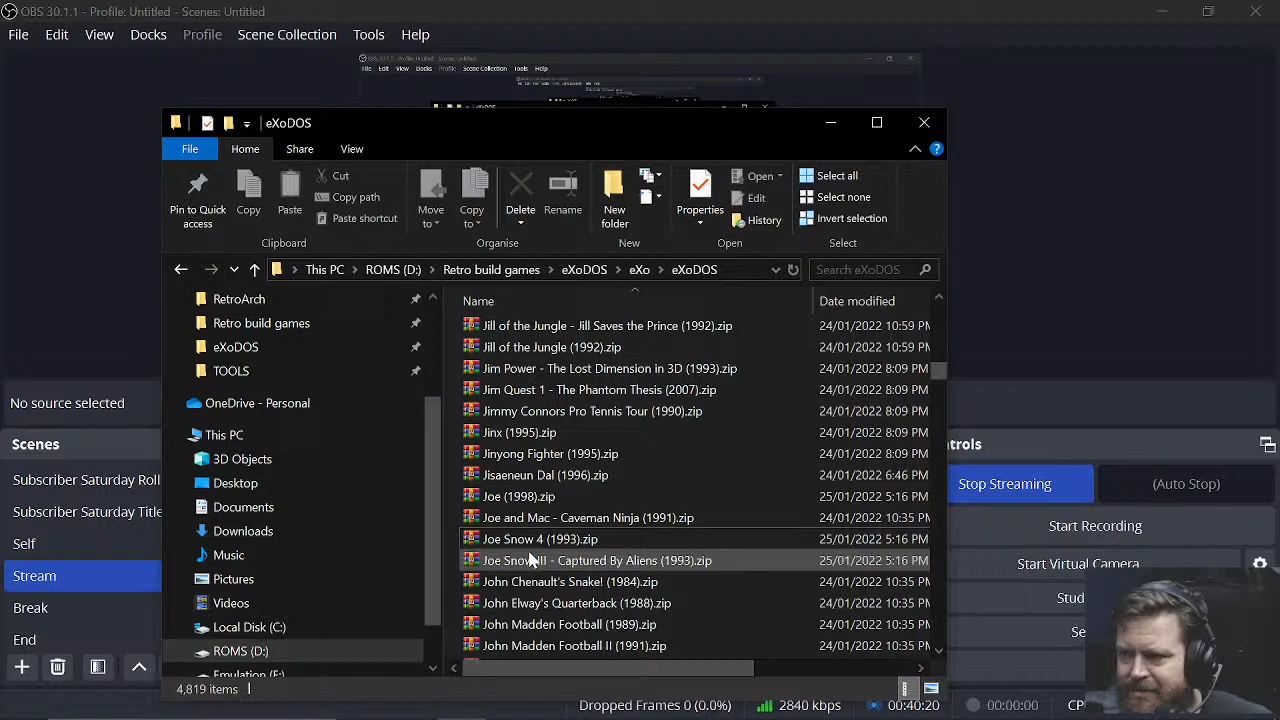 OBS 30.1.1 - Profile: Untitled - Scenes: Untitled
File Edit View Docks Profile Scene Collection Tools Help
eXoDOS
File Home Share View
Pin to Quick access
Copy
Paste
Cut
Copy path
Paste shortcut
Move to
Copy to
Delete
Rename
New folder
Properties
Open
Edit
History
Select all
Select none
Invert selection
Clipboard Organise New Open Select
This PC > ROMS (D:) > Retro build games > eXoDOS > eXo > eXoDOS
Search eXoDOS
RetroArch
Retro build games
eXoDOS
TOOLS
OneDrive - Personal
This PC
3D Objects
Desktop
Documents
Downloads
Music
Pictures
Videos
Local Disk (C:)
ROMS (D:)
Name Date modified
Jill of the Jungle - Jill Saves the Prince (1992).zip 24/01/2022 10:59 PM
Jill of the Jungle (1992).zip 24/01/2022 10:59 PM
Jim Power - The Lost Dimension in 3D (1993).zip 24/01/2022 8:09 PM
Jim Quest 1 - The Phantom Thesis (2007).zip 24/01/2022 8:09 PM
Jimmy Connors Pro Tennis Tour (1990).zip 24/01/2022 8:09 PM
Jinx (1995).zip 24/01/2022 8:09 PM
Jinyong Fighter (1995).zip 24/01/2022 8:09 PM
Jisaeneun Dal (1996).zip 24/01/2022 6:46 PM
Joe (1998).zip 25/01/2022 5:16 PM
Joe and Mac - Caveman Ninja (1991).zip 24/01/2022 10:35 PM
Joe Snow 4 (1993).zip 25/01/2022 5:16 PM
Joe Snow III - Captured By Aliens (1993).zip 25/01/2022 5:16 PM
John Chenault's Snake! (1984).zip 24/01/2022 10:35 PM
John Elway's Quarterback (1988).zip 24/01/2022 10:35 PM
John Madden Football (1989).zip 24/01/2022 10:35 PM
John Madden Football II (1991).zip 24/01/2022 10:35 PM
4,819 items
No source selected
Scenes
Subscriber Saturday Roll
Subscriber Saturday Title
Self
Stream
Break
End
Stop Streaming (Auto Stop)
Start Recording
Start Virtual Camera
Dropped Frames 0 (0.0%) 2840 kbps 00:40:20 00:00:00